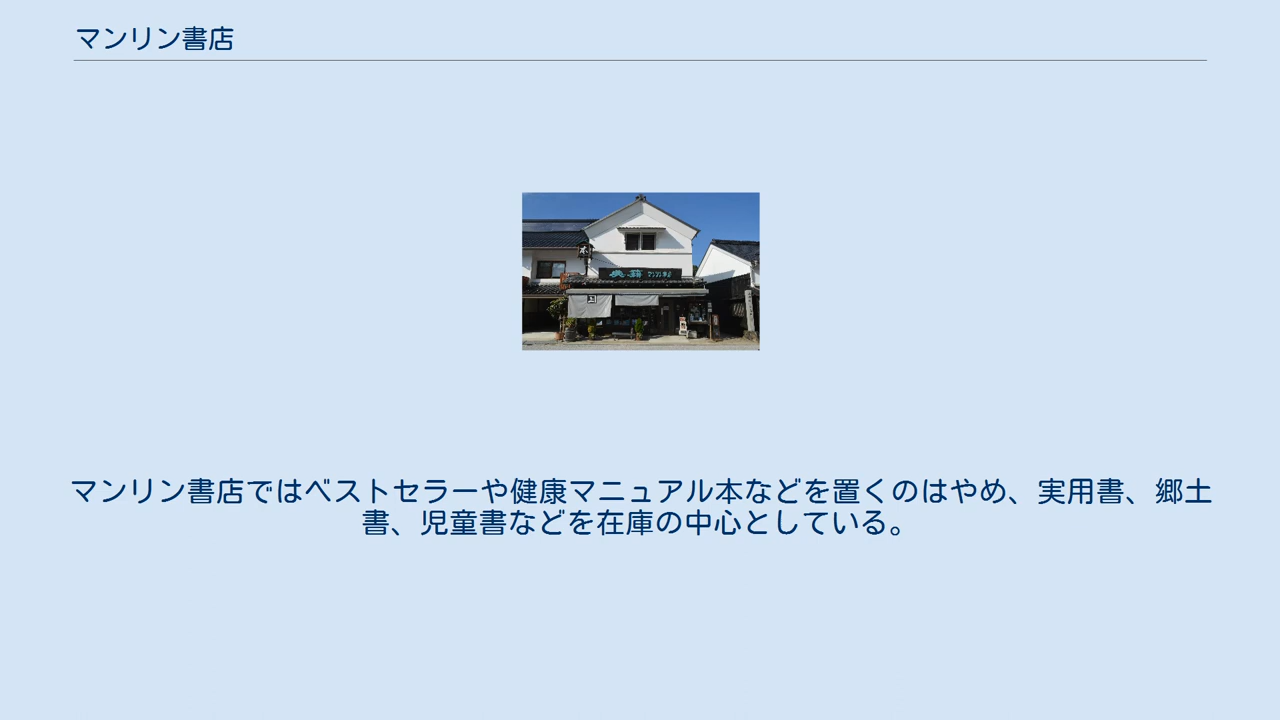 マンリン書店
マンリン書店ではベストセラーや健康マニュアル本などを置くのはやめ、実用書、郷土
書、児童書などを在庫の中心としている。